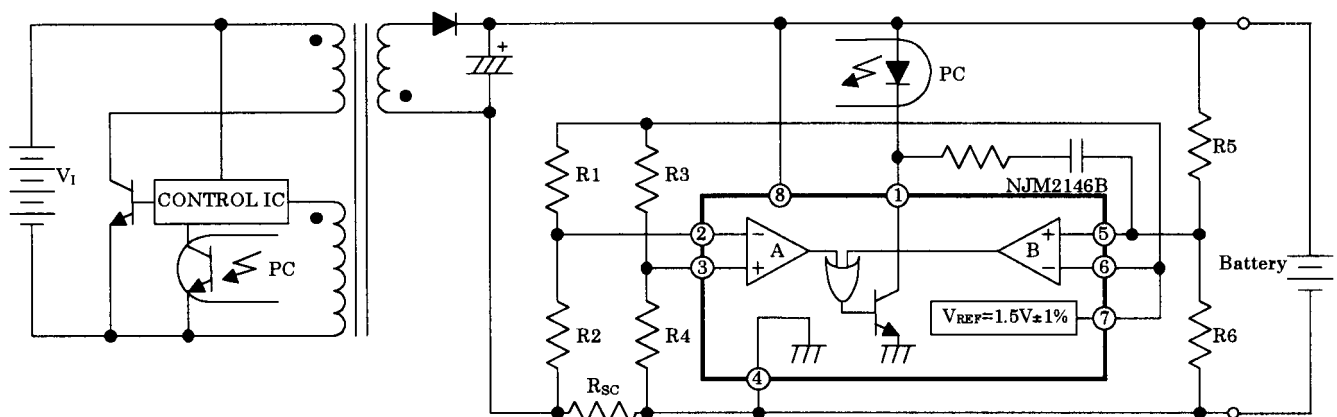 +
PC
R5
R1
R3
NJM2146B
V_I
8
1
CONTROL IC
2
−
A
+
B
5
3
+
−
6
PC
Battery
V_REF=1.5V±1%
7
R2
R4
R6
4
R_SC